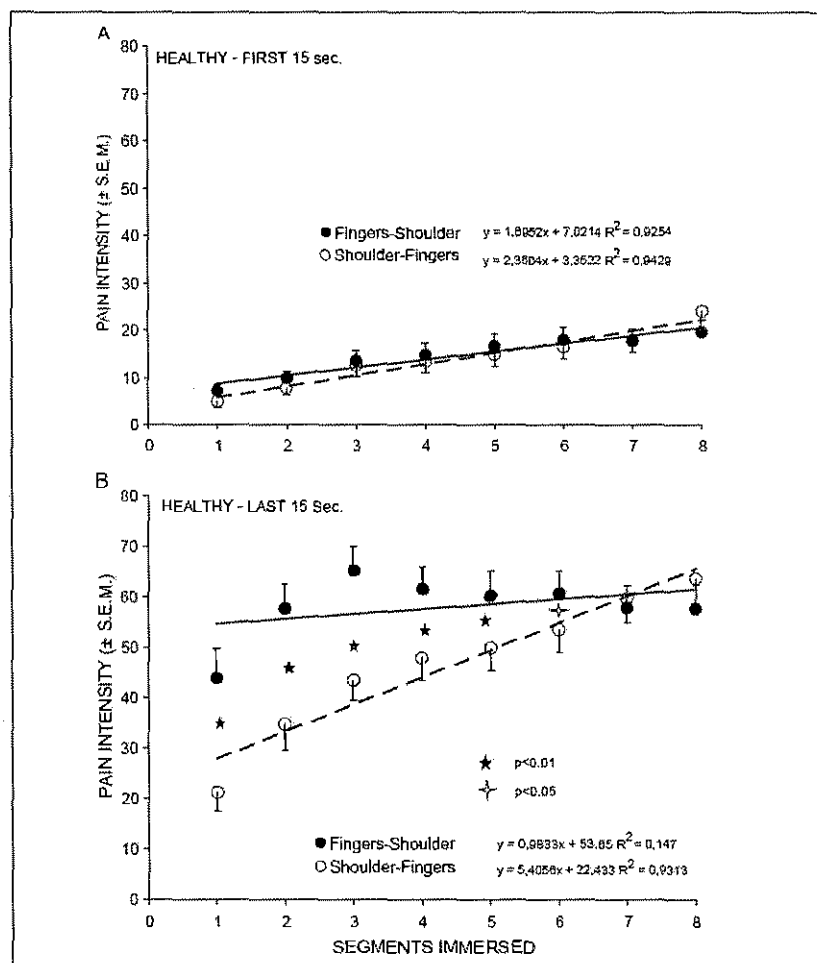 A
HEALTHY - FIRST 15 sec.
PAIN INTENSITY (± S.E.M.)
80
70
60
50
40
30
20
10
0
Fingers-Shoulder y = 1,6952x + 7,0214 R² = 0,9254
Shoulder-Fingers y = 2,3604x + 3,3522 R² = 0,9429
0 1 2 3 4 5 6 7 8
B
HEALTHY - LAST 15 Sec.
PAIN INTENSITY (± S.E.M.)
80
70
60
50
40
30
20
10
0
p<0.01
p<0.05
Fingers-Shoulder y = 0,9833x + 53,65 R² = 0,147
Shoulder-Fingers y = 5,4056x + 22,433 R² = 0,9313
0 1 2 3 4 5 6 7 8
SEGMENTS IMMERSED